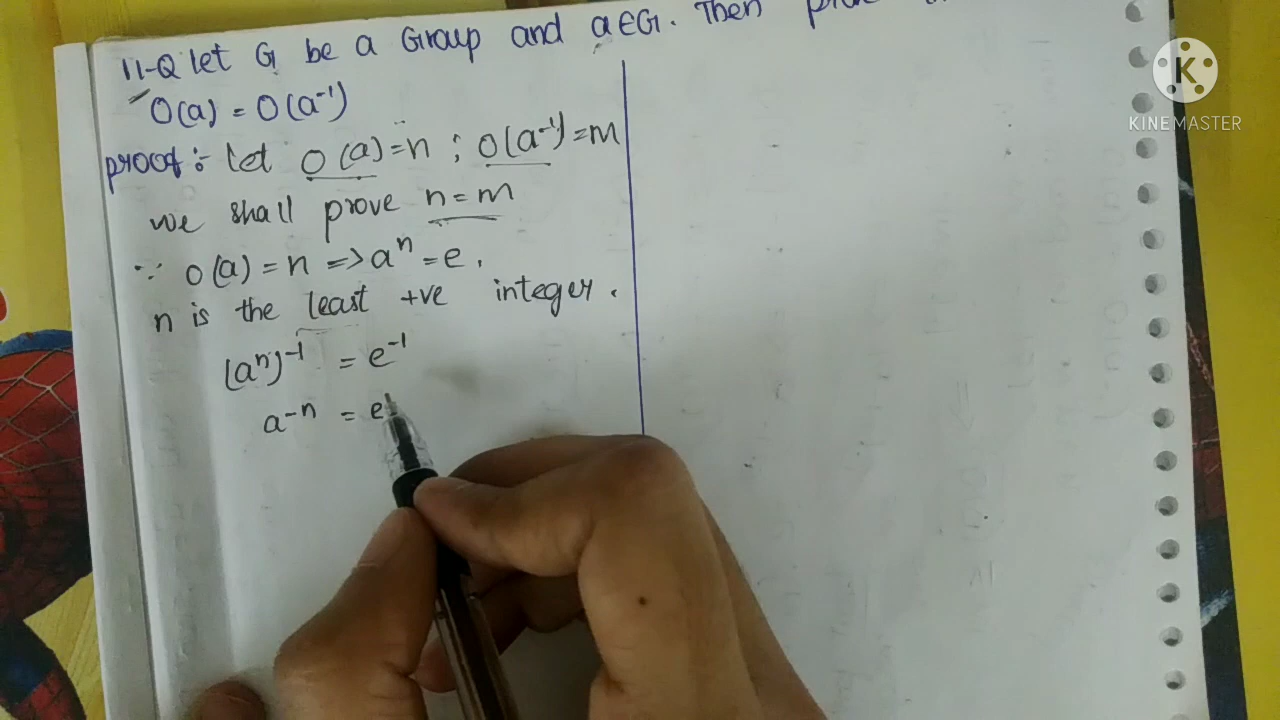 11-Q let G be a Group and a∈G. Then
O(a) = O(a⁻¹)
proof :- let O(a)=n ; O(a⁻¹)=m
we shall prove n=m
∵ o(a) = n => aⁿ = e.
n is the least +ve integer.
(aⁿ)⁻¹ = e⁻¹
a⁻ⁿ = e
K
KINEMASTER